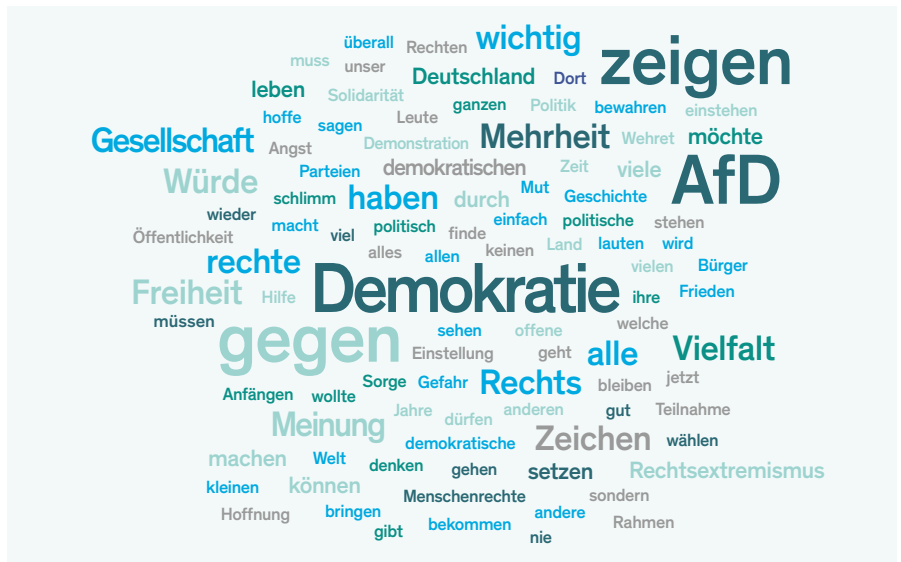 überall Rechten wichtig
muss unser zeigen
leben Deutschland Dort
Solidarität ganzen Politik bewahren einstehen
hoffe sagen Leute
Gesellschaft Angst Demonstration Mehrheit Wehret möchte
Parteien demokratischen Zeit viele AfD
Würde schlimm haben durch Mut Geschichte
wieder macht viel politisch finde einfach politische stehen
Öffentlichkeit alles allen keinen Land lauten wird
rechte Demokratie vielen Bürger
Freiheit Hilfe ihre Frieden
müssen gegen sehen offene welche
Einstellung geht alle Vielfalt
Anfängen wollte Sorge Gefahr Rechts bleiben jetzt
Meinung Jahre dürfen anderen gut Teilnahme
demokratische Zeichen wählen
machen Welt denken gehen setzen Rechtsextremismus
kleinen können Menschenrechte sondern
Hoffnung bringen gibt bekommen andere Rahmen
nie